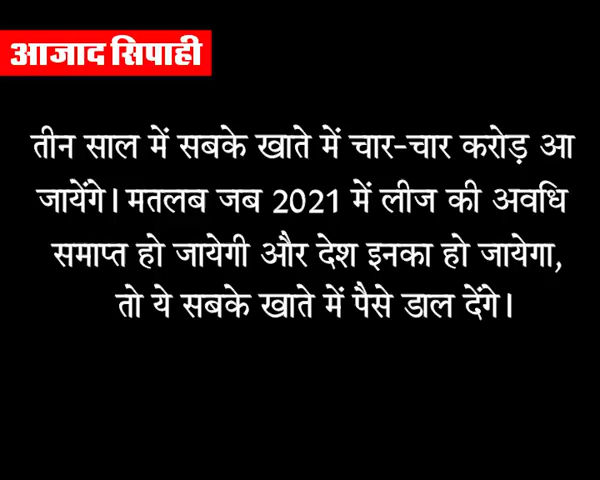 आजाद सिपाही
तीन साल में सबके खाते में चार-चार करोड़ आ
जायेंगे। मतलब जब 2021 में लीज की अवधि
समाप्त हो जायेगी और देश इनका हो जायेगा,
तो ये सबके खाते में पैसे डाल देंगे।